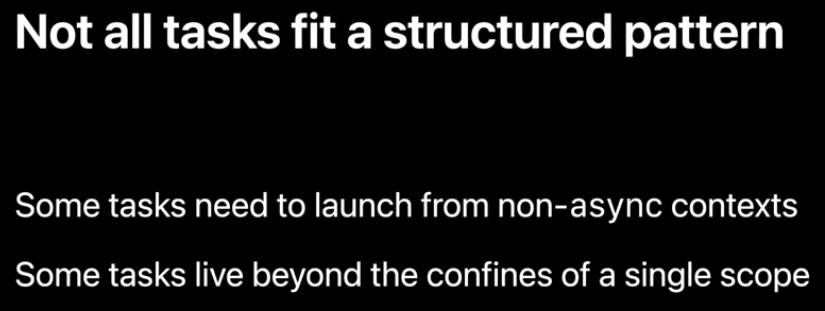 Not all tasks fit a structured pattern
Some tasks need to launch from non-async contexts
Some tasks live beyond the confines of a single scope